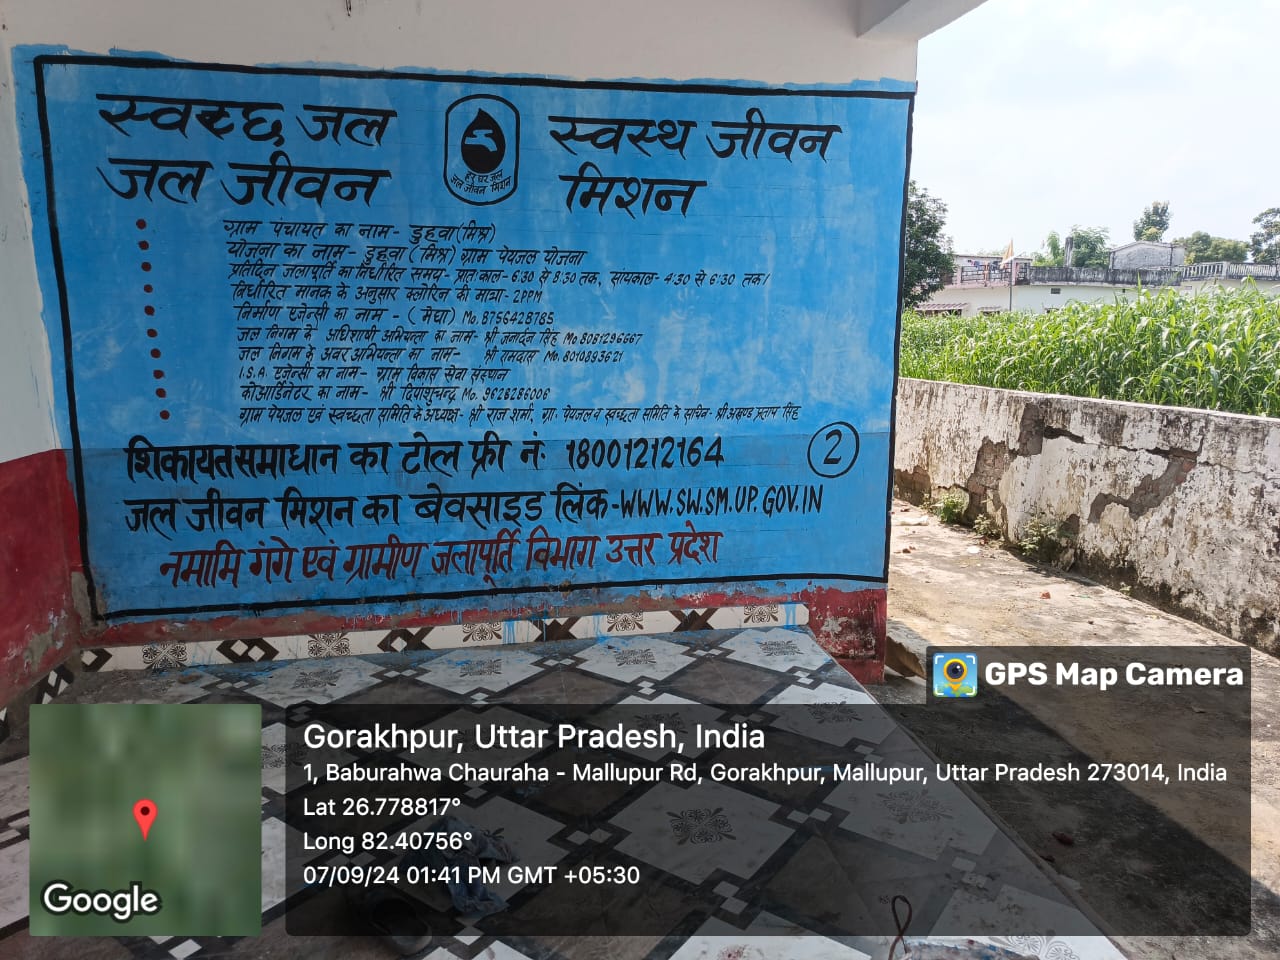 स्वच्छ जल
स्वस्थ जीवन
जल जीवन
मिशन
हर घर जल
जल जीवन मिशन
ग्राम पंचायत का नाम- डुहवा (मिश्र)
योजना का नाम- डुहवा (मिश्र) ग्राम पेयजल योजना
प्रतिदिन जलापूर्ति का निर्धारित समय- प्रातःकाल- 6:30 से 8:30 तक, सांयकाल- 4:30 से 6:30 तक।
निर्धारित मानक के अनुसार क्लोरिन की मात्रा- 2PPM
निर्माण एजेन्सी का नाम - (मेघा) Mo. 8756428785
जल निगम के अधिशाषी अभियन्ता का नाम- श्री जनार्दन सिंह Mo 8081296667
जल निगम के अवर अभियन्ता का नाम- श्री रामदास Mo. 8010893621
I.S.A. एजेन्सी का नाम- ग्राम विकास सेवा संस्थान
कोआर्डिनेटर का नाम- श्री दिपांशुचन्द्र Mo. 9628286006
ग्राम पेयजल एवं स्वच्छता समिति के अध्यक्ष- श्री राज शर्मा, ग्रा: पेयजल व स्वच्छता समिति के सचिव- श्री अखण्ड प्रताप सिंह
शिकायत समाधान का टोल फ्री नं: 18001212164
2
जल जीवन मिशन का बेवसाइड लिंक-WWW.SW.SM.UP.GOV.IN
नमामि गंगे एवं ग्रामीण जलापूर्ति विभाग उत्तर प्रदेश
GPS Map Camera
Gorakhpur, Uttar Pradesh, India
1, Baburahwa Chauraha - Mallupur Rd, Gorakhpur, Mallupur, Uttar Pradesh 273014, India
Lat 26.778817°
Long 82.40756°
07/09/24 01:41 PM GMT +05:30
Google